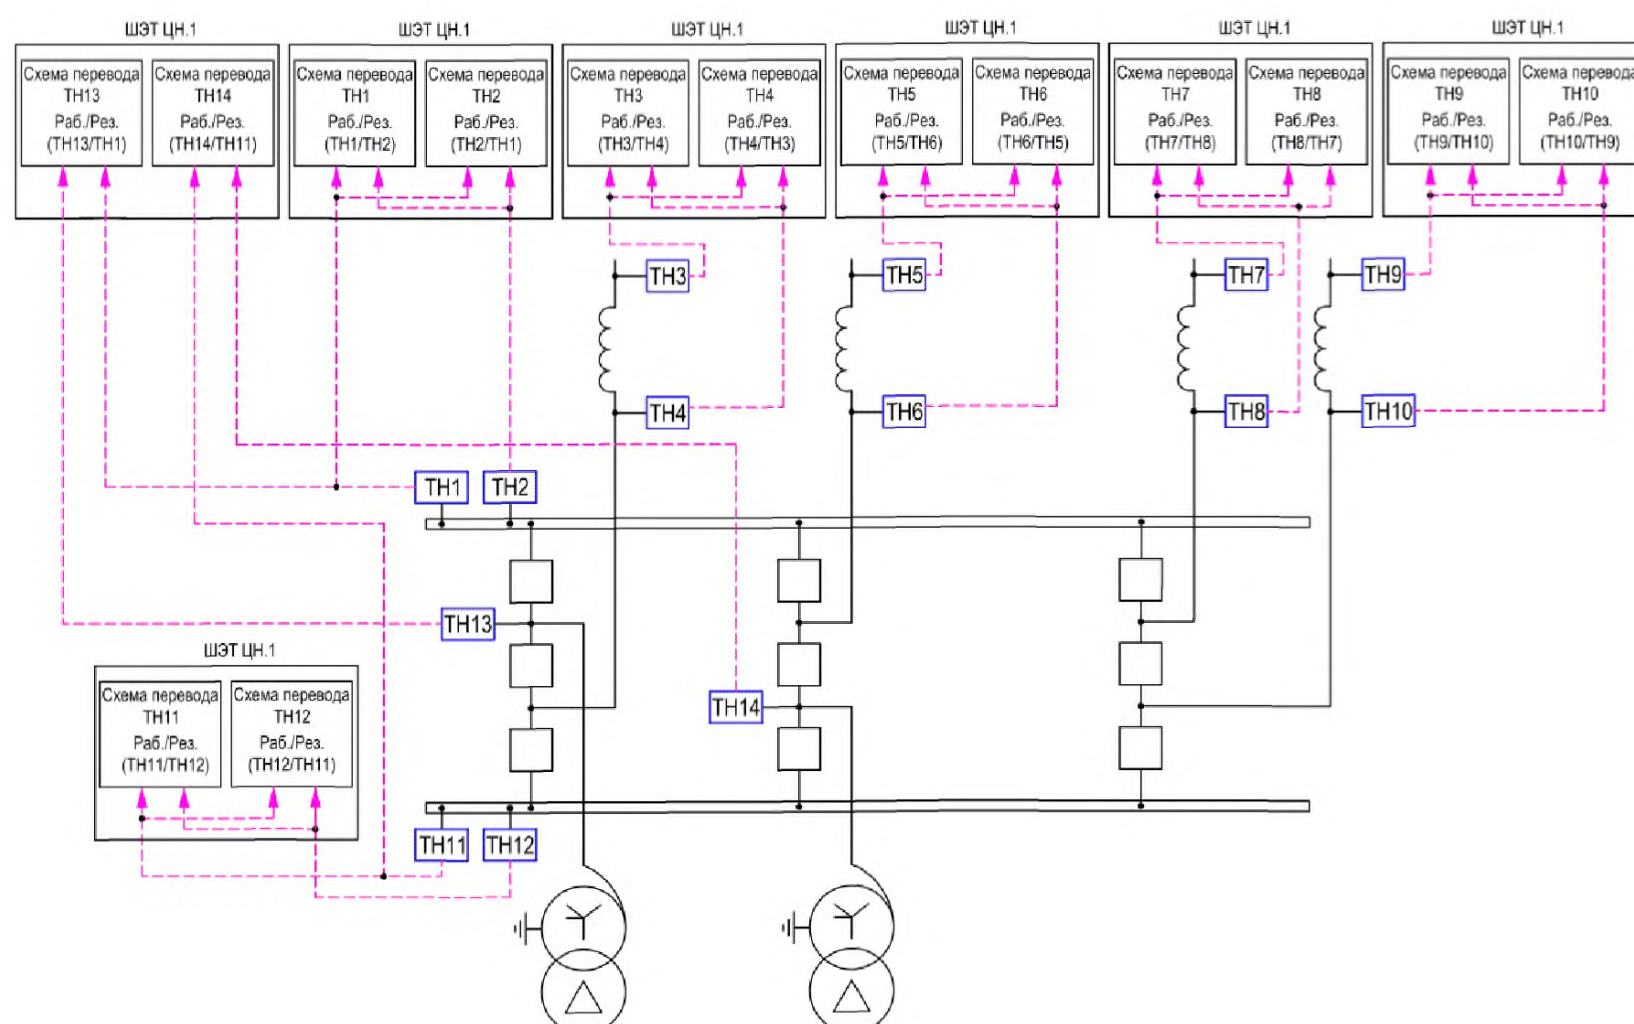 ШЭТ ЦН.1
Схема перевода
ТН13
Раб./Рез.
(ТН13/ТН1)
Схема перевода
ТН14
Раб./Рез.
(ТН14/ТН11)
ШЭТ ЦН.1
Схема перевода
ТН1
Раб./Рез.
(ТН1/ТН2)
Схема перевода
ТН2
Раб./Рез.
(ТН2/ТН1)
ШЭТ ЦН.1
Схема перевода
ТН3
Раб./Рез.
(ТН3/ТН4)
Схема перевода
ТН4
Раб./Рез.
(ТН4/ТН3)
ШЭТ ЦН.1
Схема перевода
ТН5
Раб./Рез.
(ТН5/ТН6)
Схема перевода
ТН6
Раб./Рез.
(ТН6/ТН5)
ШЭТ ЦН.1
Схема перевода
ТН7
Раб./Рез.
(ТН7/ТН8)
Схема перевода
ТН8
Раб./Рез.
(ТН8/ТН7)
ШЭТ ЦН.1
Схема перевода
ТН9
Раб./Рез.
(ТН9/ТН10)
Схема перевода
ТН10
Раб./Рез.
(ТН10/ТН9)
ТН3
ТН5
ТН7
ТН9
ТН4
ТН6
ТН8
ТН10
ТН1
ТН2
ТН13
ТН14
ШЭТ ЦН.1
Схема перевода
ТН11
Раб./Рез.
(ТН11/ТН12)
Схема перевода
ТН12
Раб./Рез.
(ТН12/ТН11)
ТН11
ТН12